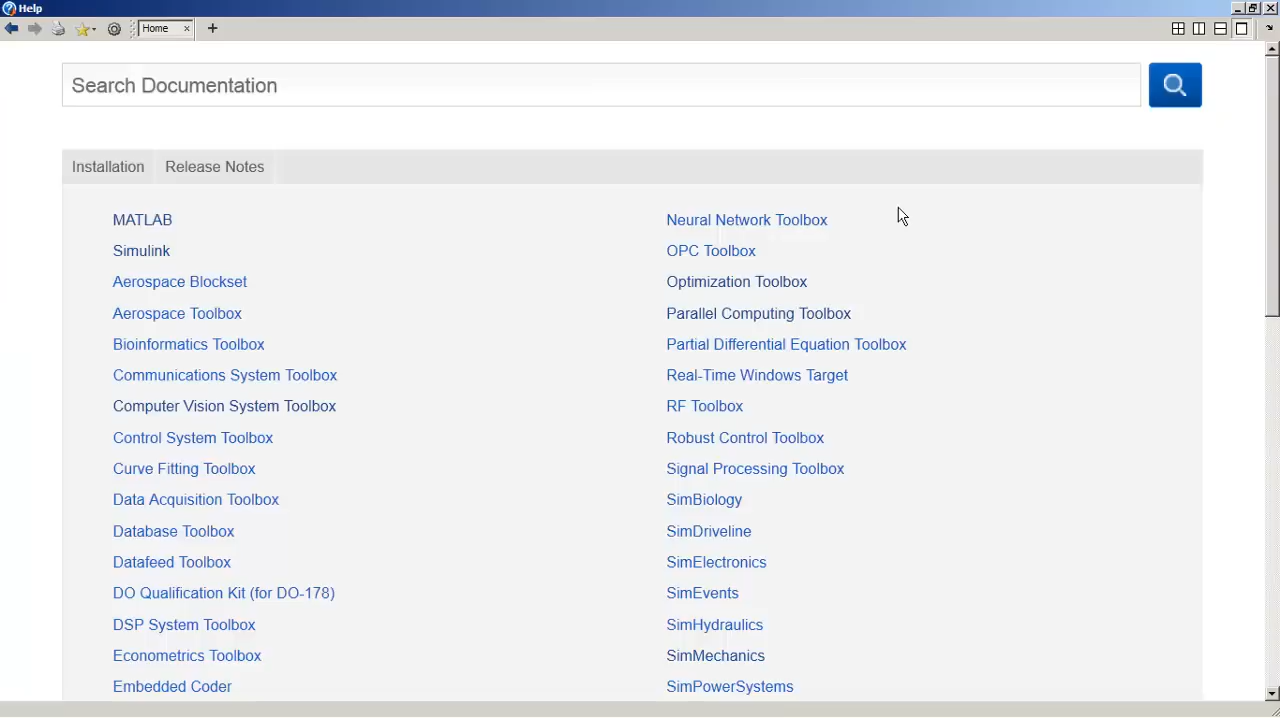 Help
Home
Search Documentation
Installation Release Notes
MATLAB
Simulink
Aerospace Blockset
Aerospace Toolbox
Bioinformatics Toolbox
Communications System Toolbox
Computer Vision System Toolbox
Control System Toolbox
Curve Fitting Toolbox
Data Acquisition Toolbox
Database Toolbox
Datafeed Toolbox
DO Qualification Kit (for DO-178)
DSP System Toolbox
Econometrics Toolbox
Embedded Coder
Neural Network Toolbox
OPC Toolbox
Optimization Toolbox
Parallel Computing Toolbox
Partial Differential Equation Toolbox
Real-Time Windows Target
RF Toolbox
Robust Control Toolbox
Signal Processing Toolbox
SimBiology
SimDriveline
SimElectronics
SimEvents
SimHydraulics
SimMechanics
SimPowerSystems